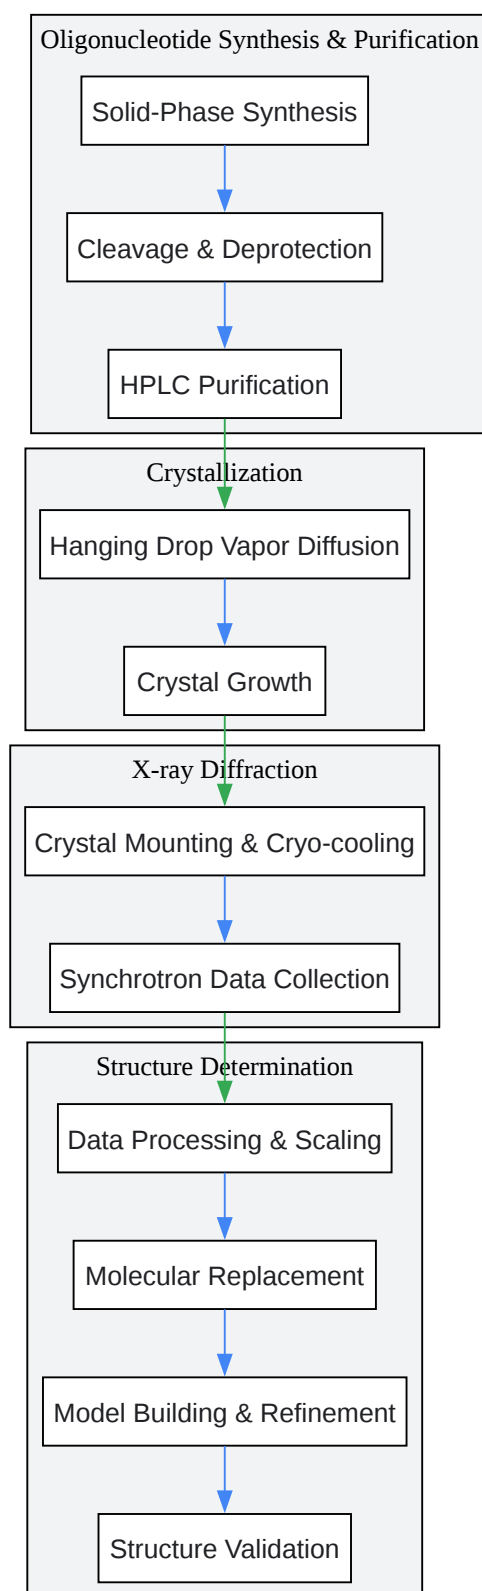 Oligonucleotide Synthesis & Purification
Solid-Phase Synthesis
Cleavage & Deprotection
HPLC Purification
Crystallization
Hanging Drop Vapor Diffusion
Crystal Growth
X-ray Diffraction
Crystal Mounting & Cryo-cooling
Synchrotron Data Collection
Structure Determination
Data Processing & Scaling
Molecular Replacement
Model Building & Refinement
Structure Validation